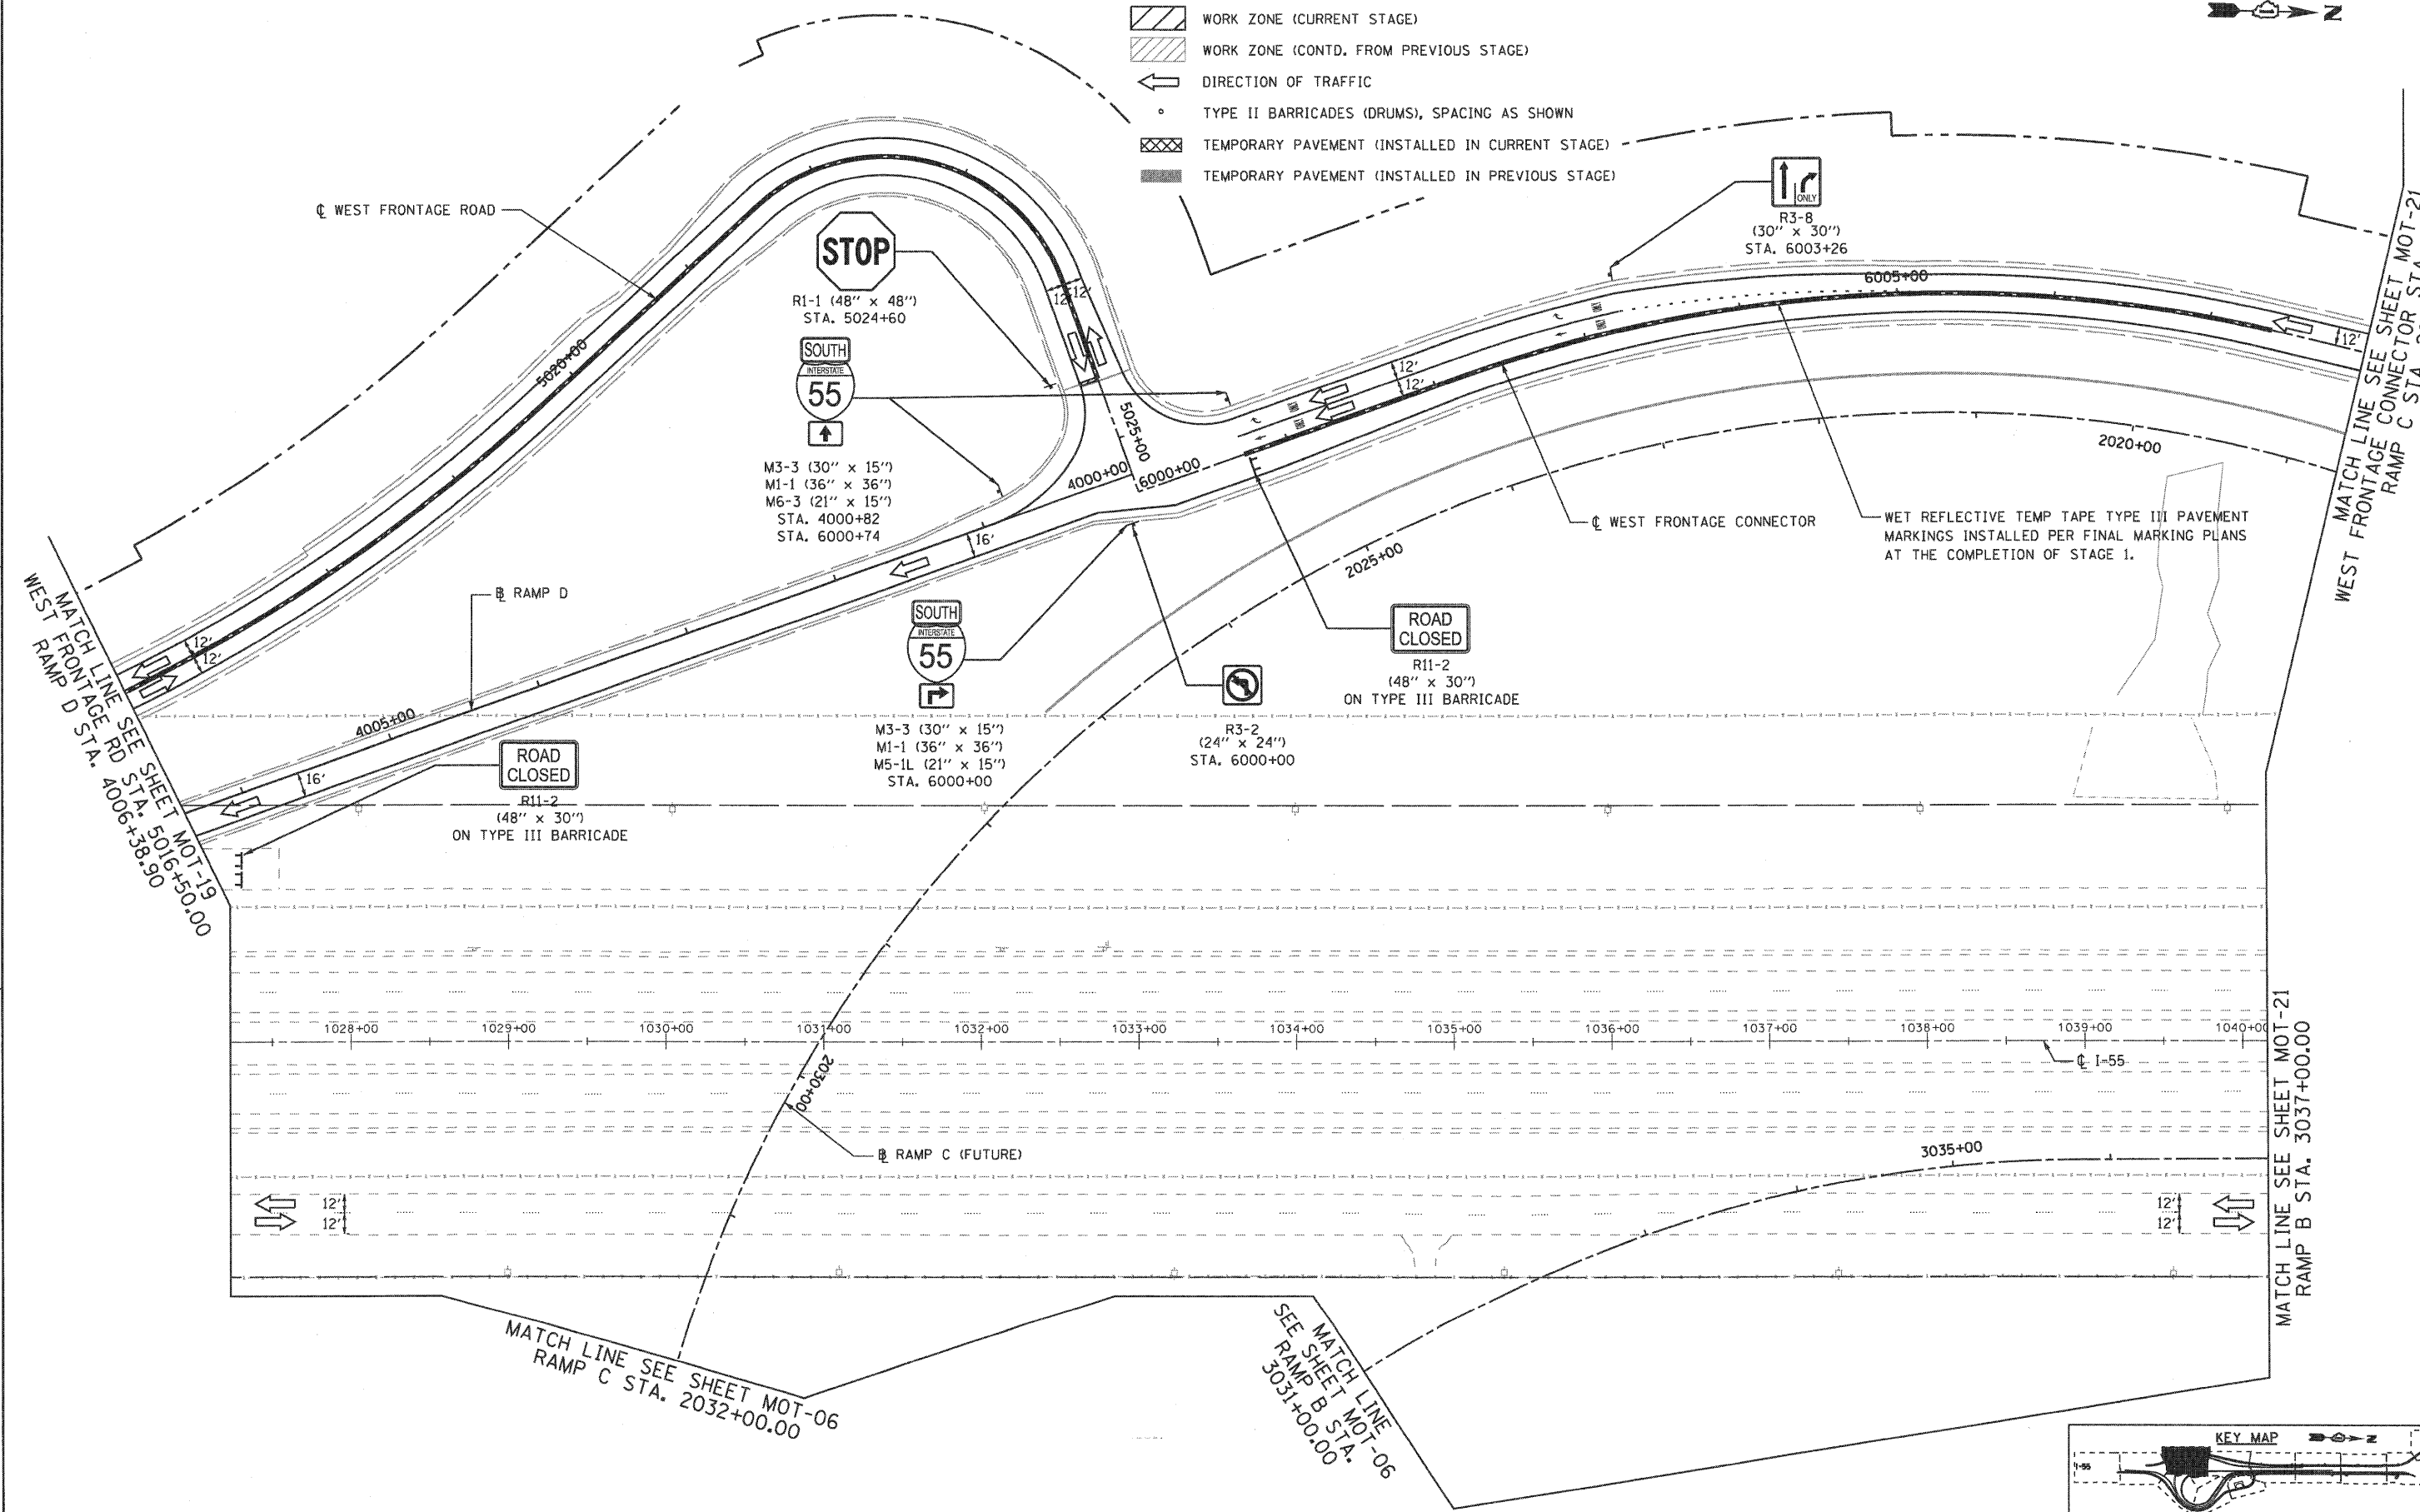 WORK ZONE (CURRENT STAGE)
WORK ZONE (CONTD. FROM PREVIOUS STAGE)
DIRECTION OF TRAFFIC
TYPE II BARRICADES (DRUMS), SPACING AS SHOWN
TEMPORARY PAVEMENT (INSTALLED IN CURRENT STAGE)
TEMPORARY PAVEMENT (INSTALLED IN PREVIOUS STAGE)
N
℄ WEST FRONTAGE ROAD
STOP
R1-1 (48" x 48")
STA. 5024+60
SOUTH
INTERSTATE
55
M3-3 (30" x 15")
M1-1 (36" x 36")
M6-3 (21" x 15")
STA. 4000+82
STA. 6000+74
ONLY
R3-8
(30" x 30")
STA. 6003+26
5020+00
12'
12'
5025+00
4000+00
6000+00
12'
12'
6005+00
12'
2020+00
2025+00
℄ WEST FRONTAGE CONNECTOR
WET REFLECTIVE TEMP TAPE TYPE III PAVEMENT
MARKINGS INSTALLED PER FINAL MARKING PLANS
AT THE COMPLETION OF STAGE 1.
MATCH LINE SEE SHEET MOT-21
WEST FRONTAGE CONNECTOR STA.
RAMP C STA.
16'
℄ RAMP D
SOUTH
INTERSTATE
55
M3-3 (30" x 15")
M1-1 (36" x 36")
M5-1L (21" x 15")
STA. 6000+00
R3-2
(24" x 24")
STA. 6000+00
ROAD
CLOSED
R11-2
(48" x 30")
ON TYPE III BARRICADE
12'
12'
4005+00
16'
ROAD
CLOSED
R11-2
(48" x 30")
ON TYPE III BARRICADE
MATCH LINE SEE SHEET MOT-19
WEST FRONTAGE RD STA. 5016+50.00
RAMP D STA. 4006+38.90
1028+00
1029+00
1030+00
1031+00
1032+00
1033+00
1034+00
1035+00
1036+00
1037+00
1038+00
1039+00
1040+00
℄ I-55
2030+00
℄ RAMP C (FUTURE)
3035+00
12'
12'
12'
12'
MATCH LINE SEE SHEET MOT-21
RAMP B STA. 3037+00.00
MATCH LINE SEE SHEET MOT-06
RAMP C STA. 2032+00.00
MATCH LINE
SEE SHEET MOT-06
RAMP B STA.
3031+00.00
KEY MAP
N
I-55